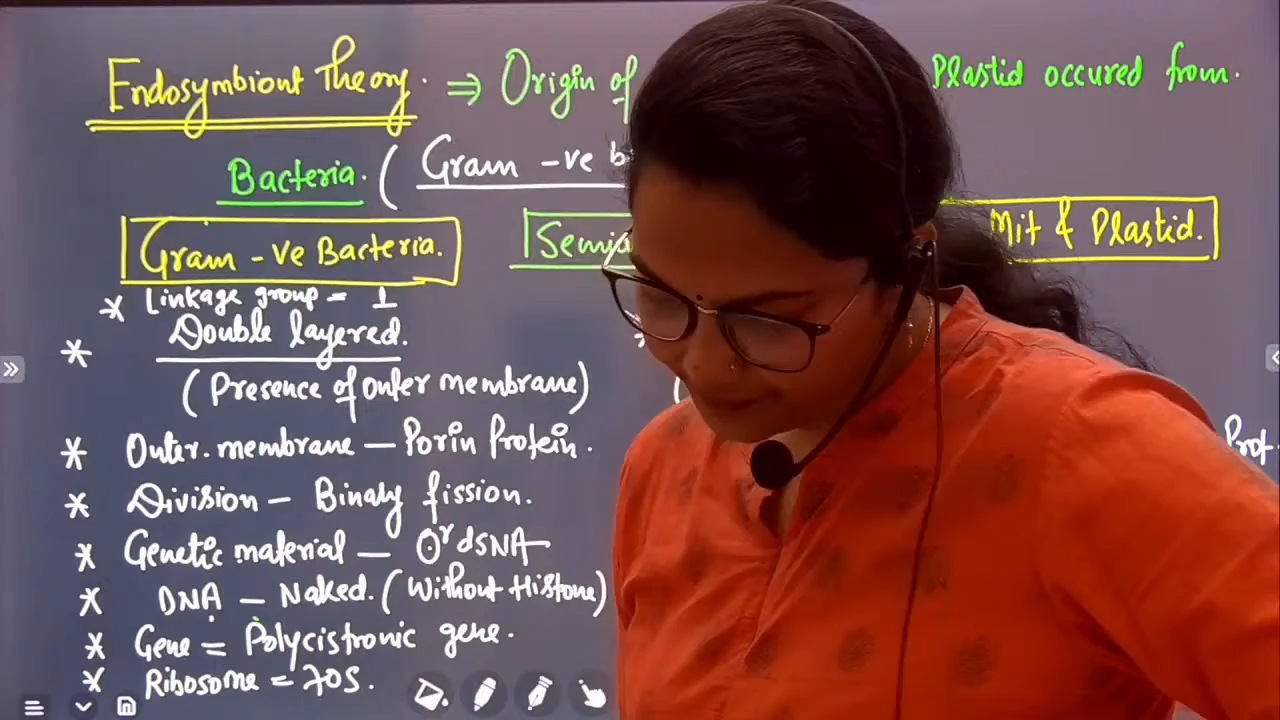 Endosymbiont Theory. ⇒ Origin of Plastid occured from.
Bacteria. ( Gram -ve
Gram -ve Bacteria. Mit & Plastid.
* Linkage group = 1
* Double layered.
( Presence of outer membrane)
* Outer. membrane — Porin Protein.
* Division — Binary fission.
* Genetic material — Oʳ dsNA
* DNA — Naked. ( Without Histone)
* Gene = Polycistronic gene.
* Ribosome = 70S.